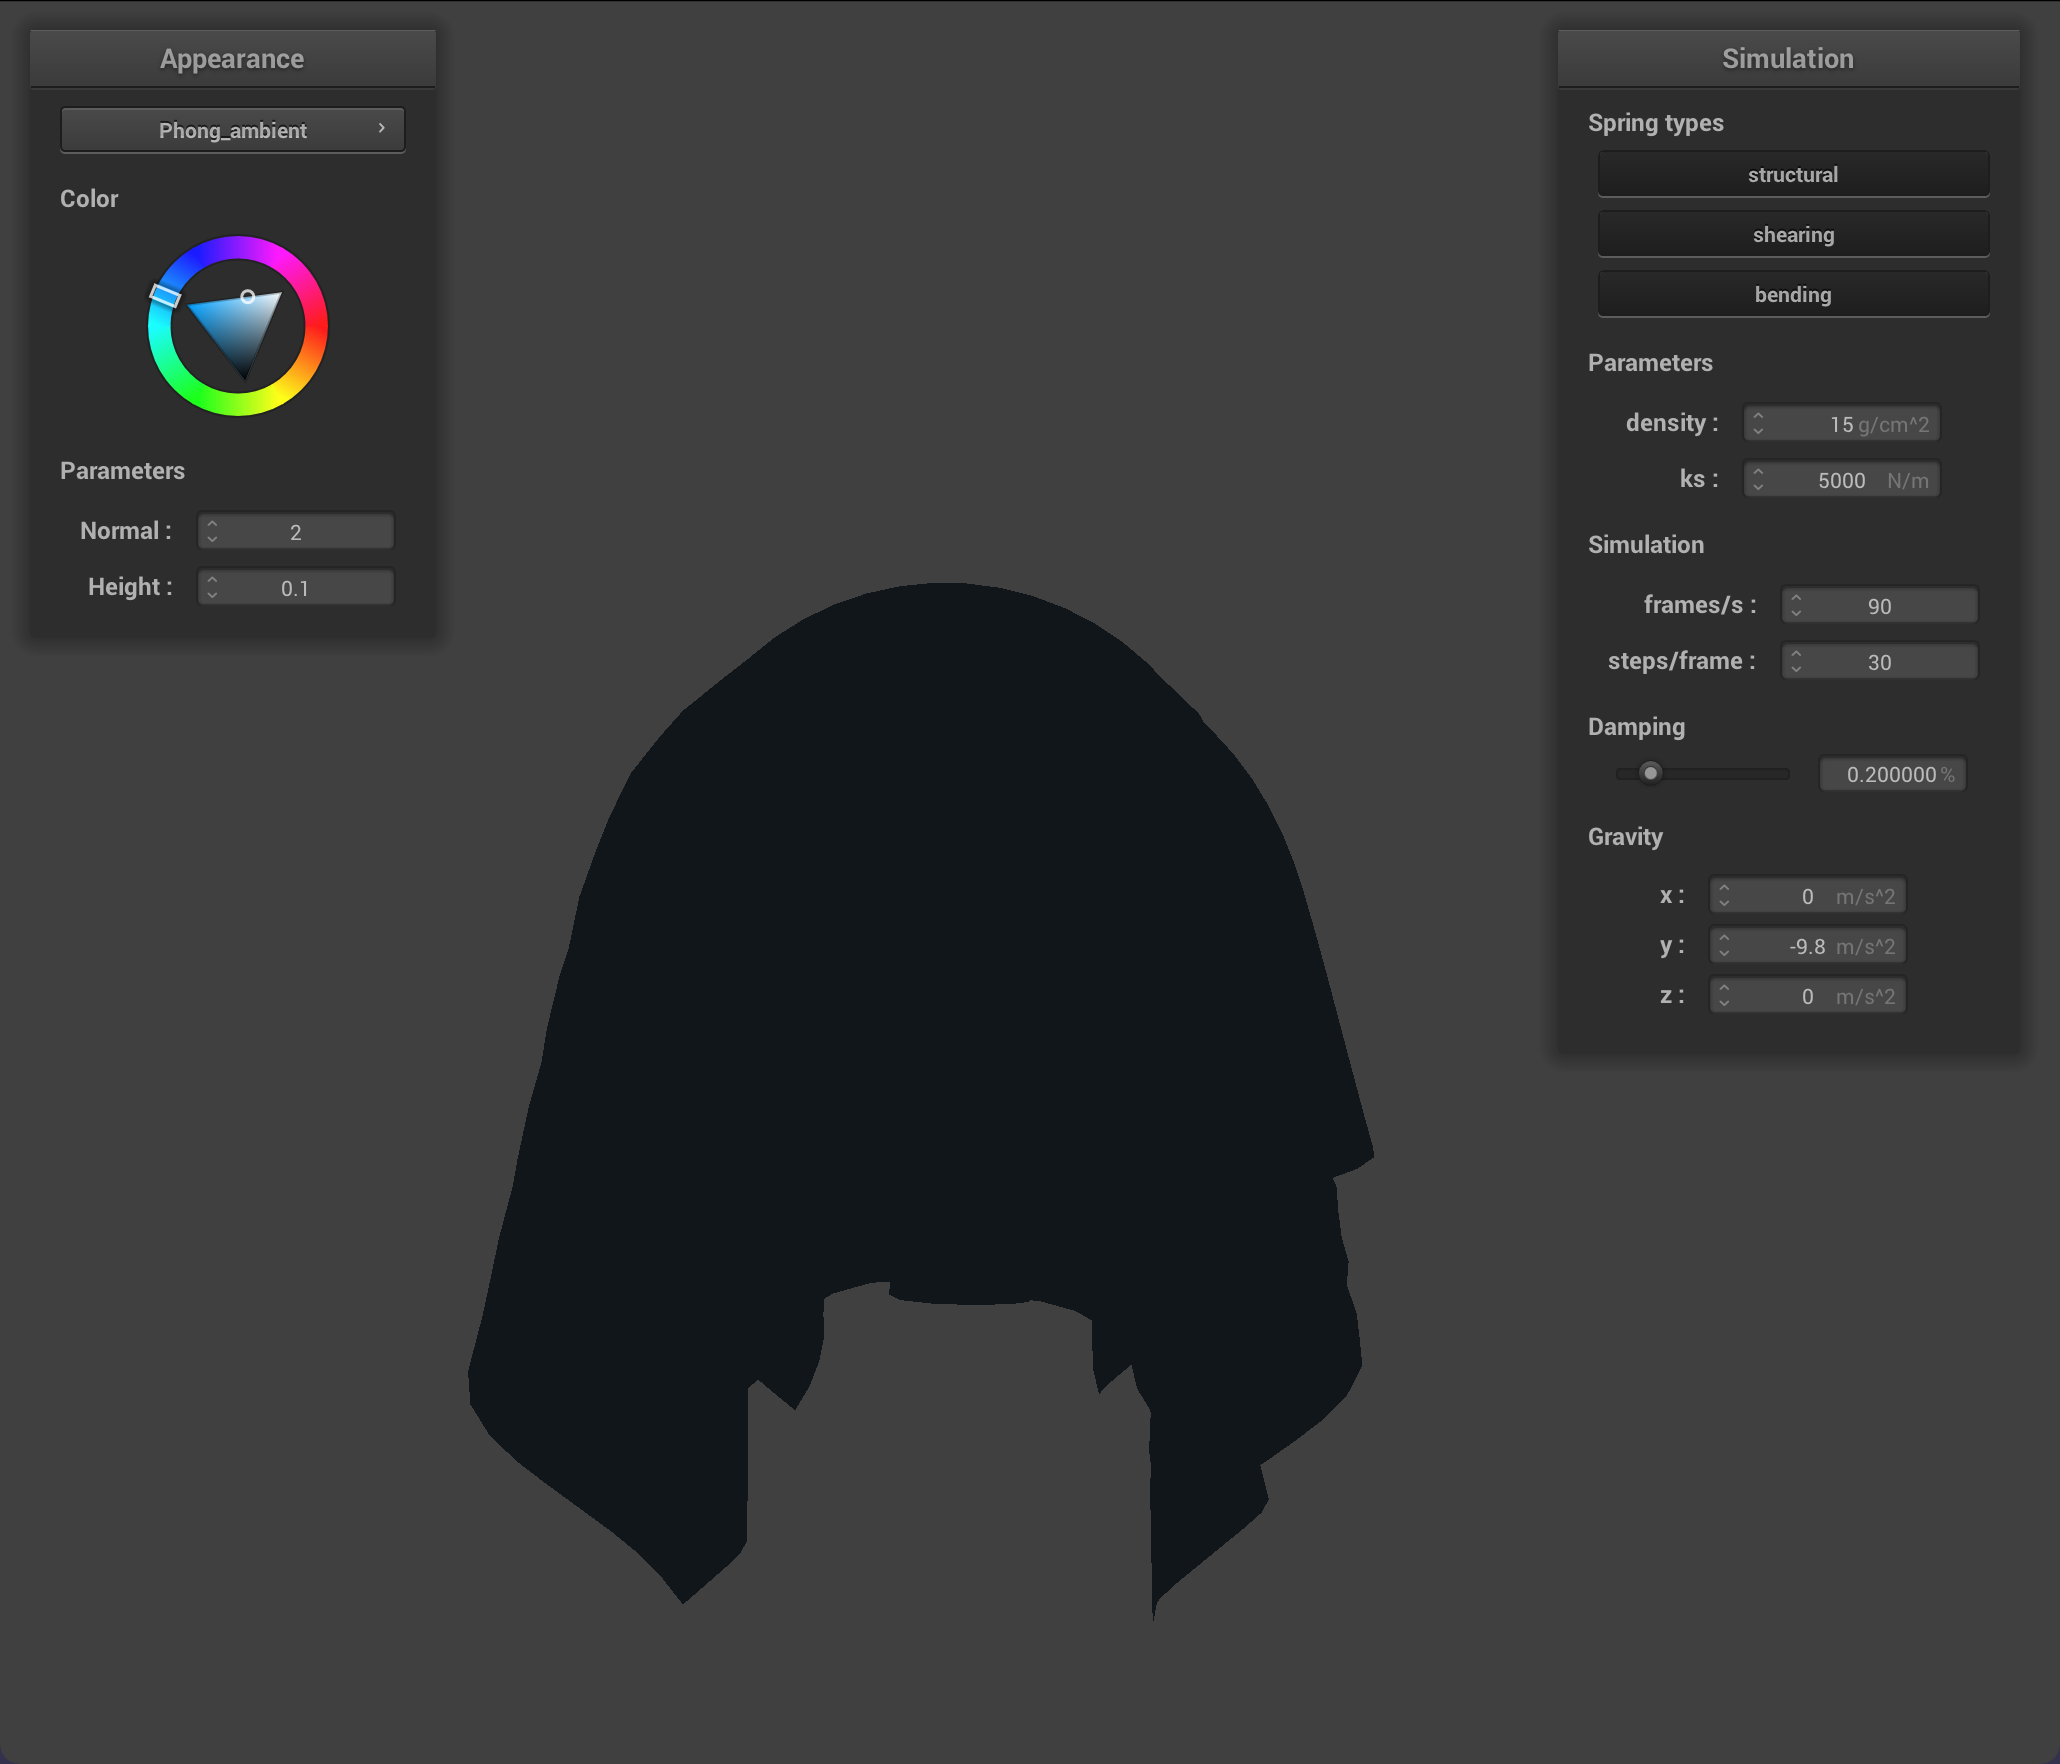 Appearance
Phong_ambient
Color
Parameters
Normal : 2
Height : 0.1
Simulation
Spring types
structural
shearing
bending
Parameters
density : 15 g/cm^2
ks : 5000 N/m
Simulation
frames/s : 90
steps/frame : 30
Damping
0.200000 %
Gravity
x : 0 m/s^2
y : -9.8 m/s^2
z : 0 m/s^2